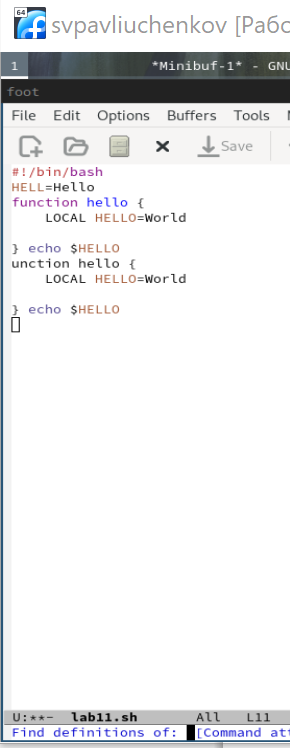 64
svpavliuchenkov [Рабо
1 *Minibuf-1* - GNU
foot
File Edit Options Buffers Tools
Save
#!/bin/bash
HELL=Hello
function hello {
    LOCAL HELLO=World
} echo $HELLO
unction hello {
    LOCAL HELLO=World
} echo $HELLO
U:**- lab11.sh All L11
Find definitions of: [Command att